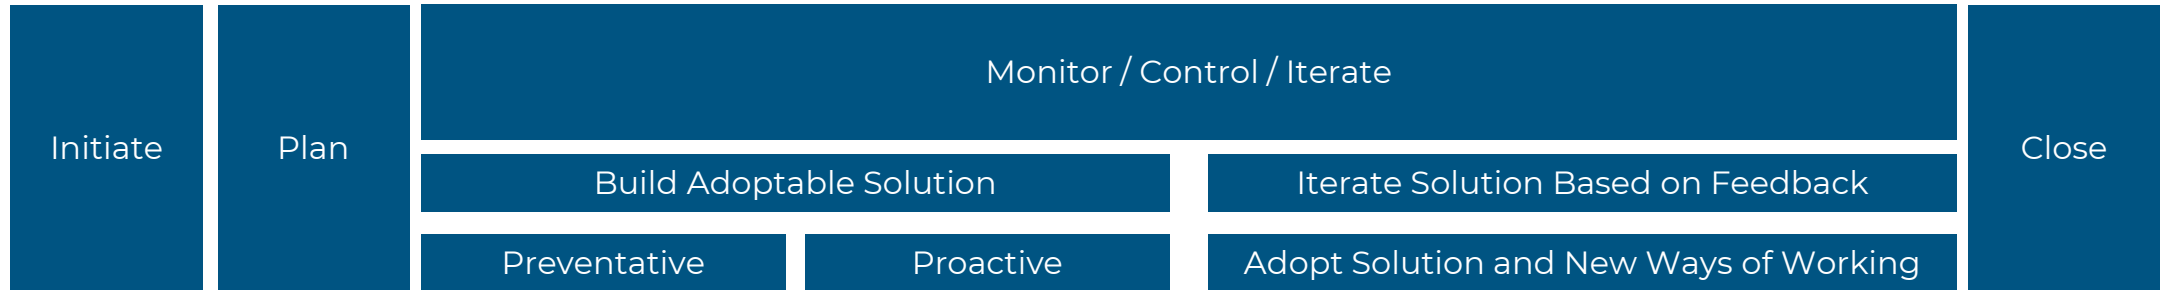 Initiate
Plan
Monitor / Control / Iterate
Build Adoptable Solution
Iterate Solution Based on Feedback
Preventative
Proactive
Adopt Solution and New Ways of Working
Close